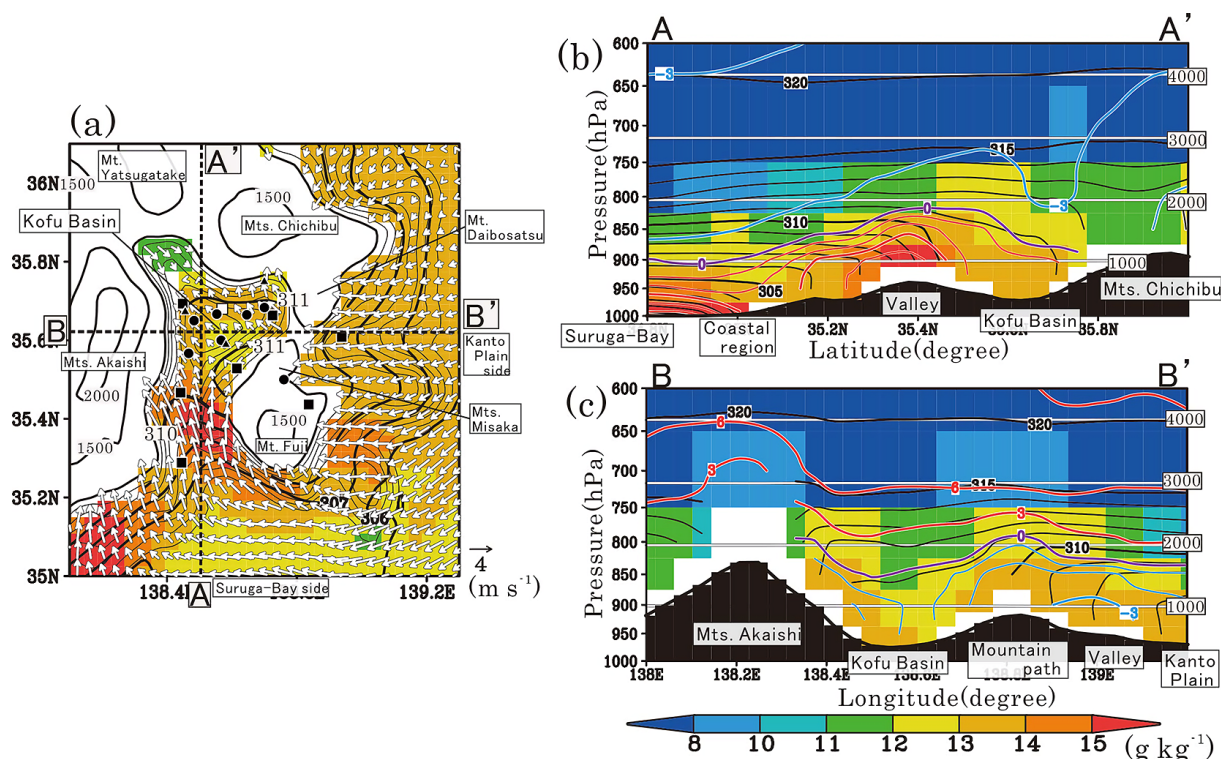 (a)
A'
Mt.
Yatsugatake
36N
1500
Kofu Basin
1500
Mts. Chichibu
Mt.
Daibosatsu
35.8N
311
B
B'
35.6N
311
Mts. Akaishi
Kanto
Plain
side
2000
35.4N
310
1500
1500
Mts.
Misaka
Mt. Fuji
35.2N
307
306
35N
138.4E
A
Suruga-Bay side
139.2E
4
(m s⁻¹)
(b)
A
A'
Pressure(hPa)
600
650
700
750
800
850
900
950
1000
-3
320
4000
315
3000
310
0
-3
2000
1000
305
Valley
Mts. Chichibu
Kofu Basin
Suruga-Bay
Coastal
region
35.2N
35.4N
35.8N
Latitude(degree)
(c)
B
B'
Pressure(hPa)
600
650
700
750
800
850
900
950
1000
6
320
4000
3
6
315
3000
3
0
310
2000
-3
1000
Mts. Akaishi
Kofu Basin
Mountain
path
Valley
Kanto
Plain
138E
138.2E
138.4E
138.6E
138.8E
139E
Longitude(degree)
8
10
11
12
13
14
15
(g kg⁻¹)